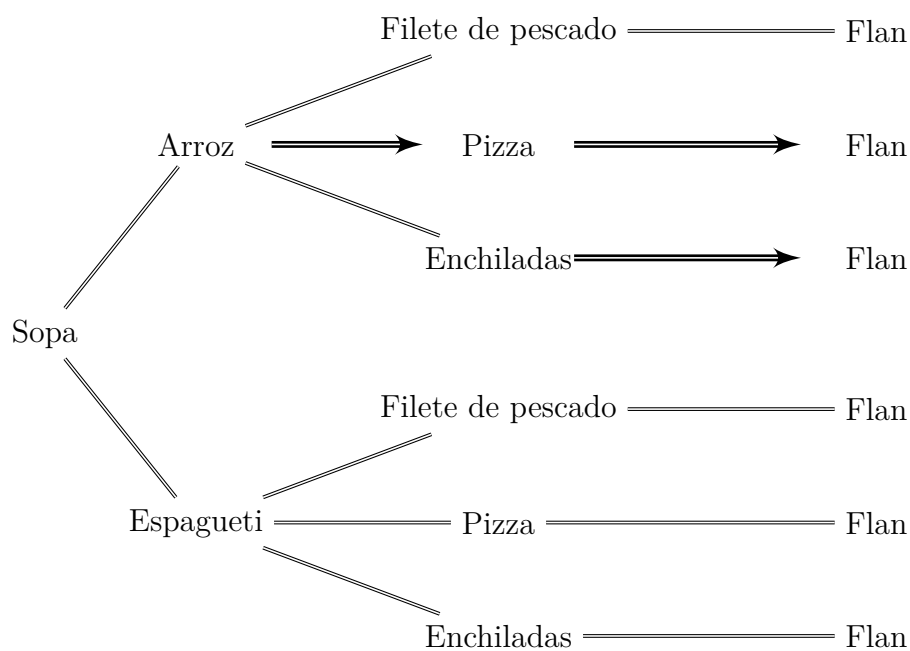 Filete de pescado Flan
Arroz Pizza Flan
Enchiladas Flan
Sopa
Filete de pescado Flan
Espagueti Pizza Flan
Enchiladas Flan